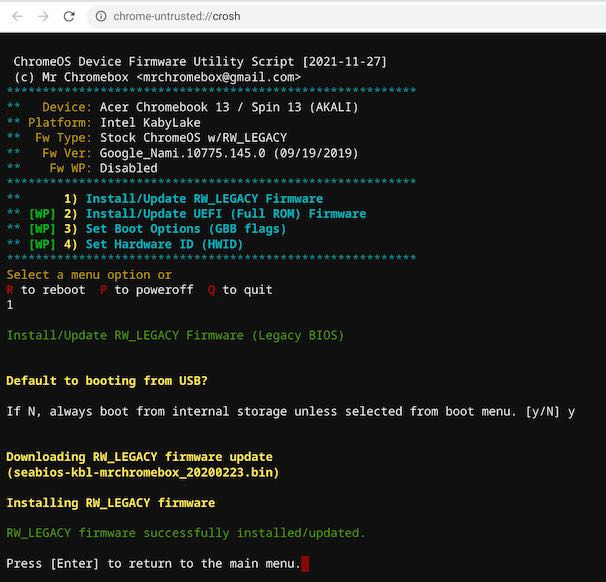 chrome-untrusted://crosh
ChromeOS Device Firmware Utility Script [2021-11-27]
(c) Mr Chromebox <mrchromebox@gmail.com>
******************************************************
** Device: Acer Chromebook 13 / Spin 13 (AKALI)
** Platform: Intel KabyLake
** Fw Type: Stock ChromeOS w/RW_LEGACY
** Fw Ver: Google_Nami.10775.145.0 (09/19/2019)
** Fw WP: Disabled
******************************************************
** 1) Install/Update RW_LEGACY Firmware
** [WP] 2) Install/Update UEFI (Full ROM) Firmware
** [WP] 3) Set Boot Options (GBB flags)
** [WP] 4) Set Hardware ID (HWID)
******************************************************
Select a menu option or
R to reboot P to poweroff Q to quit
1
Install/Update RW_LEGACY Firmware (Legacy BIOS)
Default to booting from USB?
If N, always boot from internal storage unless selected from boot menu. [y/N] y
Downloading RW_LEGACY firmware update
(seabios-kbl-mrchromebox_20200223.bin)
Installing RW_LEGACY firmware
RW_LEGACY firmware successfully installed/updated.
Press [Enter] to return to the main menu.